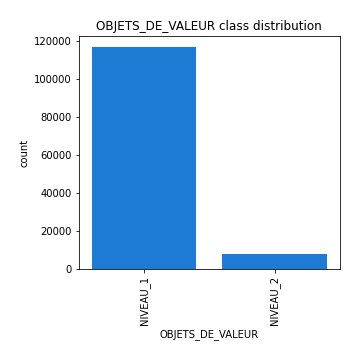 OBJETS_DE_VALEUR class distribution
120000
100000
80000
60000
40000
20000
0
count
NIVEAU_1
NIVEAU_2
OBJETS_DE_VALEUR